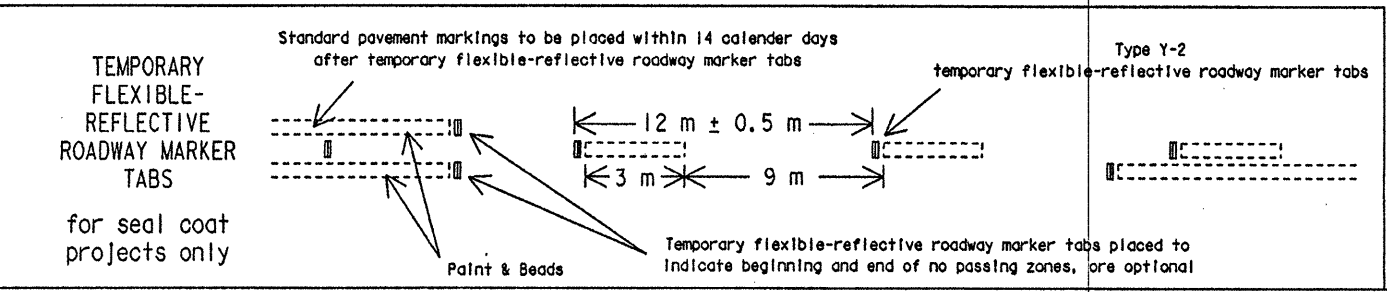 TEMPORARY
FLEXIBLE-
REFLECTIVE
ROADWAY MARKER
TABS
for seal coat
projects only
Standard pavement markings to be placed within 14 calender days
after temporary flexible-reflective roadway marker tabs
Paint & Beads
12 m ± 0.5 m
3 m
9 m
Temporary flexible-reflective roadway marker tabs placed to
indicate beginning and end of no passing zones, are optional
Type Y-2
temporary flexible-reflective roadway marker tabs